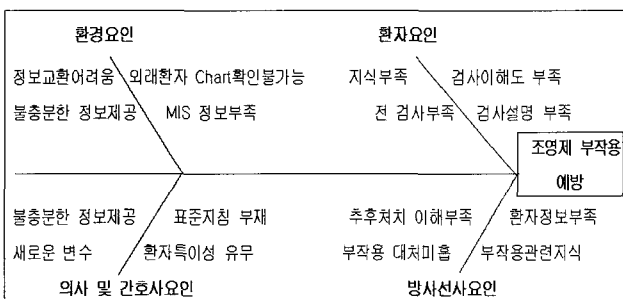 환경요인 환자요인
정보교환어려움 외래환자 Chart확인불가능 지식부족 검사이해도 부족
불충분한 정보제공 MIS 정보부족 전 검사부족 검사설명 부족
조영제 부작용
예방
불충분한 정보제공 표준지침 부재 추후처치 이해부족 환자정보부족
새로운 변수 환자특이성 유무 부작용 대처미흡 부작용관련지식
의사 및 간호사요인 방사선사요인